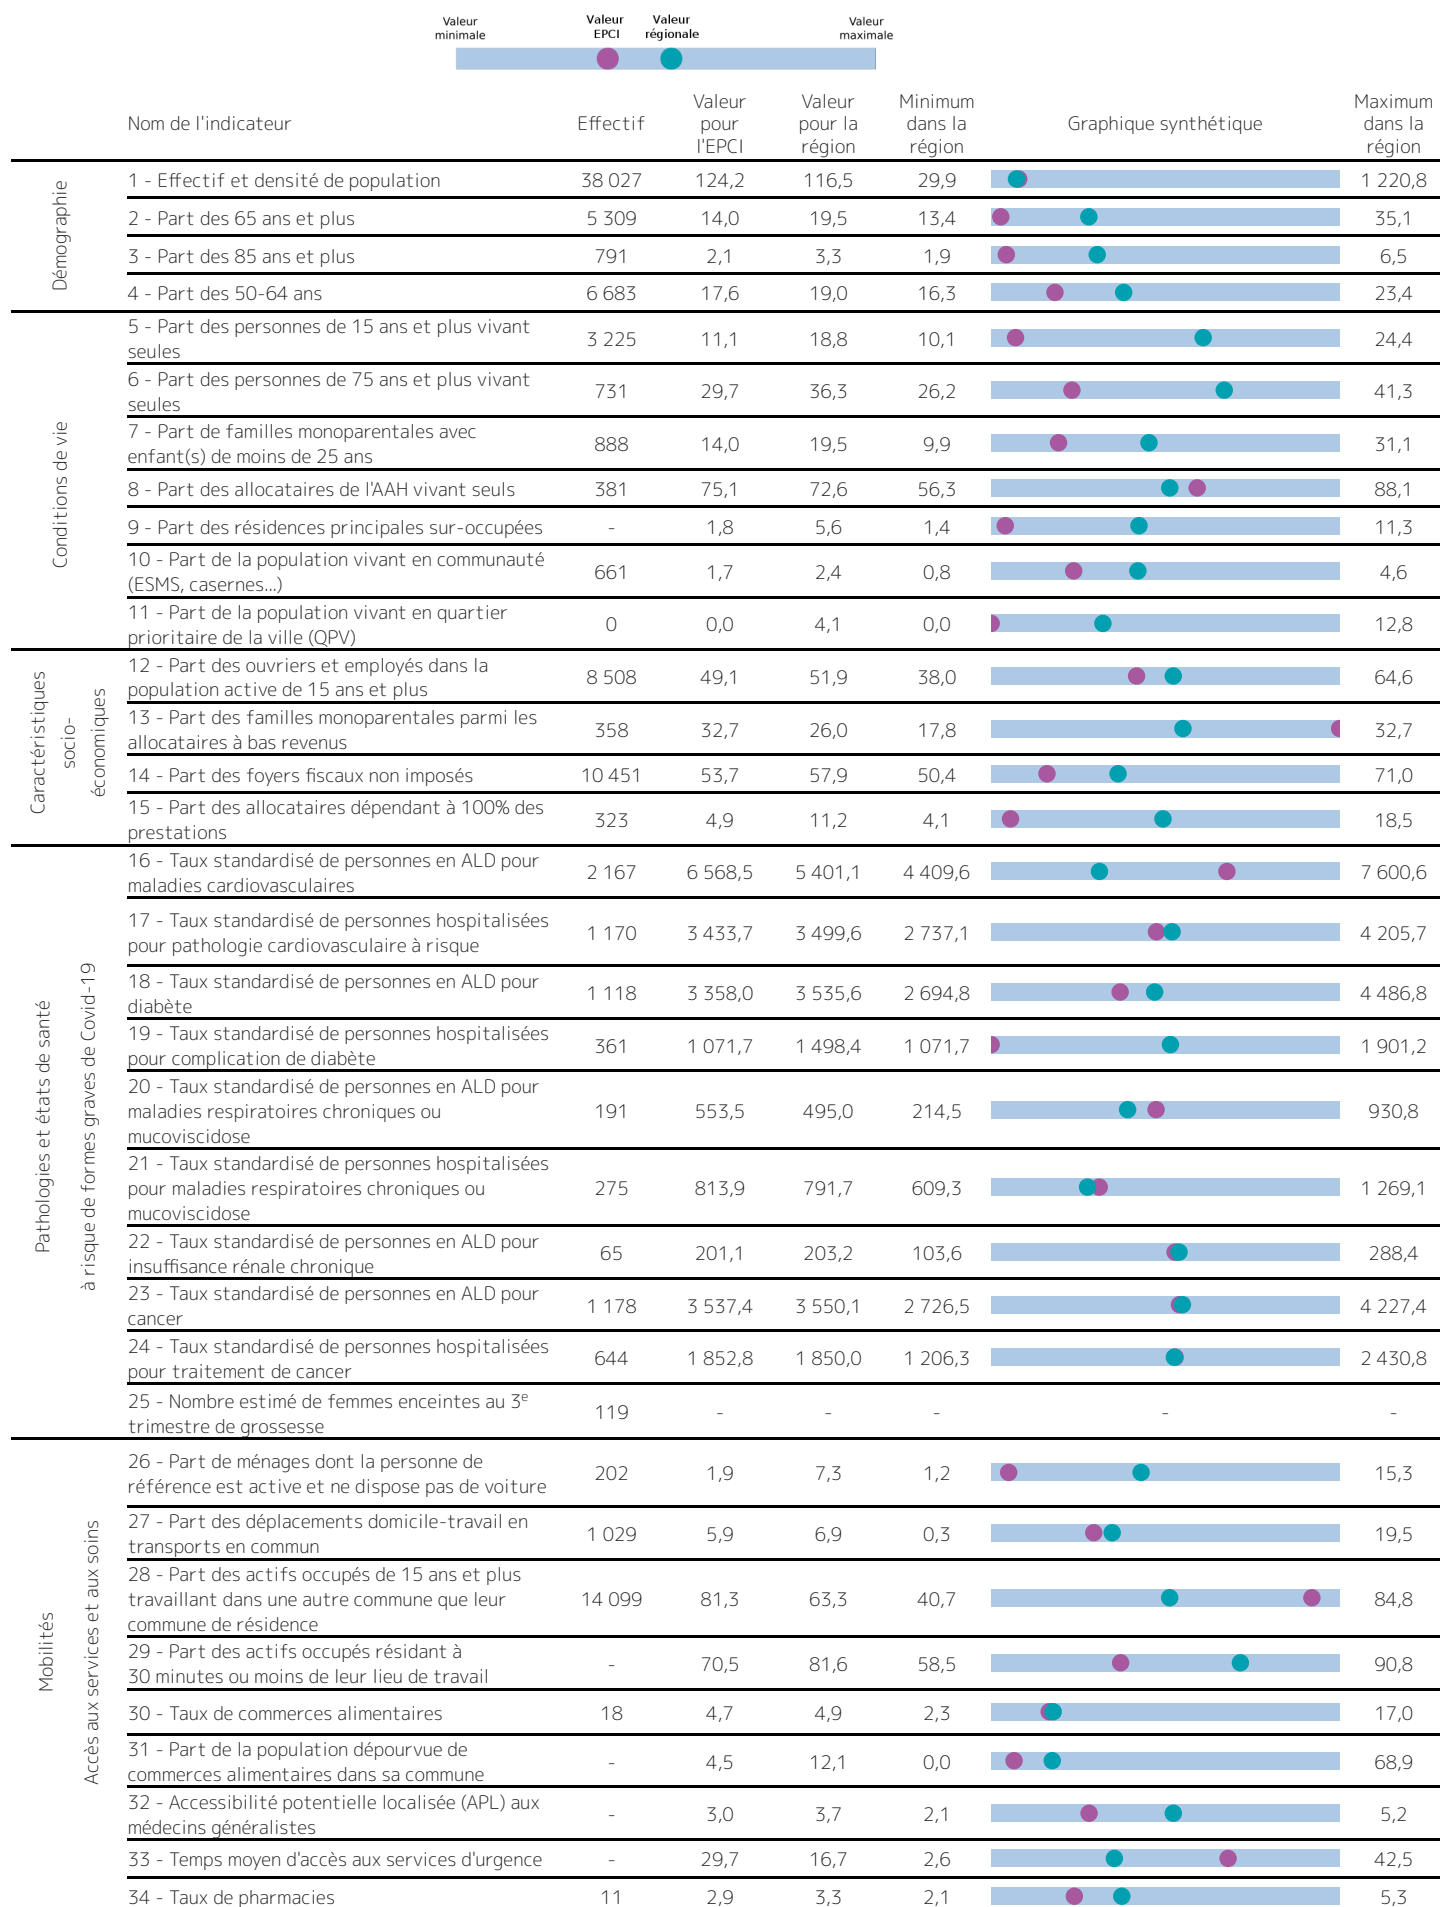 Valeur minimale
Valeur EPCI
Valeur régionale
Valeur maximale
Nom de l'indicateur
Effectif
Valeur pour l'EPCI
Valeur pour la région
Minimum dans la région
Graphique synthétique
Maximum dans la région
Démographie
1 - Effectif et densité de population 38 027 124,2 116,5 29,9 1 220,8
2 - Part des 65 ans et plus 5 309 14,0 19,5 13,4 35,1
3 - Part des 85 ans et plus 791 2,1 3,3 1,9 6,5
4 - Part des 50-64 ans 6 683 17,6 19,0 16,3 23,4
Conditions de vie
5 - Part des personnes de 15 ans et plus vivant
seules 3 225 11,1 18,8 10,1 24,4
6 - Part des personnes de 75 ans et plus vivant
seules 731 29,7 36,3 26,2 41,3
7 - Part de familles monoparentales avec
enfant(s) de moins de 25 ans 888 14,0 19,5 9,9 31,1
8 - Part des allocataires de l'AAH vivant seuls 381 75,1 72,6 56,3 88,1
9 - Part des résidences principales sur-occupées - 1,8 5,6 1,4 11,3
10 - Part de la population vivant en communauté
(ESMS, casernes...) 661 1,7 2,4 0,8 4,6
11 - Part de la population vivant en quartier
prioritaire de la ville (QPV) 0 0,0 4,1 0,0 12,8
Caractéristiques
socio-
économiques
12 - Part des ouvriers et employés dans la
population active de 15 ans et plus 8 508 49,1 51,9 38,0 64,6
13 - Part des familles monoparentales parmi les
allocataires à bas revenus 358 32,7 26,0 17,8 32,7
14 - Part des foyers fiscaux non imposés 10 451 53,7 57,9 50,4 71,0
15 - Part des allocataires dépendant à 100% des
prestations 323 4,9 11,2 4,1 18,5
Pathologies et états de santé
à risque de formes graves de Covid-19
16 - Taux standardisé de personnes en ALD pour
maladies cardiovasculaires 2 167 6 568,5 5 401,1 4 409,6 7 600,6
17 - Taux standardisé de personnes hospitalisées
pour pathologie cardiovasculaire à risque 1 170 3 433,7 3 499,6 2 737,1 4 205,7
18 - Taux standardisé de personnes en ALD pour
diabète 1 118 3 358,0 3 535,6 2 694,8 4 486,8
19 - Taux standardisé de personnes hospitalisées
pour complication de diabète 361 1 071,7 1 498,4 1 071,7 1 901,2
20 - Taux standardisé de personnes en ALD pour
maladies respiratoires chroniques ou
mucoviscidose 191 553,5 495,0 214,5 930,8
21 - Taux standardisé de personnes hospitalisées
pour maladies respiratoires chroniques ou
mucoviscidose 275 813,9 791,7 609,3 1 269,1
22 - Taux standardisé de personnes en ALD pour
insuffisance rénale chronique 65 201,1 203,2 103,6 288,4
23 - Taux standardisé de personnes en ALD pour
cancer 1 178 3 537,4 3 550,1 2 726,5 4 227,4
24 - Taux standardisé de personnes hospitalisées
pour traitement de cancer 644 1 852,8 1 850,0 1 206,3 2 430,8
25 - Nombre estimé de femmes enceintes au 3e
trimestre de grossesse 119 - - - - -
Mobilités
Accès aux services et aux soins
26 - Part de ménages dont la personne de
référence est active et ne dispose pas de voiture 202 1,9 7,3 1,2 15,3
27 - Part des déplacements domicile-travail en
transports en commun 1 029 5,9 6,9 0,3 19,5
28 - Part des actifs occupés de 15 ans et plus
travaillant dans une autre commune que leur
commune de résidence 14 099 81,3 63,3 40,7 84,8
29 - Part des actifs occupés résidant à
30 minutes ou moins de leur lieu de travail - 70,5 81,6 58,5 90,8
30 - Taux de commerces alimentaires 18 4,7 4,9 2,3 17,0
31 - Part de la population dépourvue de
commerces alimentaires dans sa commune - 4,5 12,1 0,0 68,9
32 - Accessibilité potentielle localisée (APL) aux
médecins généralistes - 3,0 3,7 2,1 5,2
33 - Temps moyen d'accès aux services d'urgence - 29,7 16,7 2,6 42,5
34 - Taux de pharmacies 11 2,9 3,3 2,1 5,3